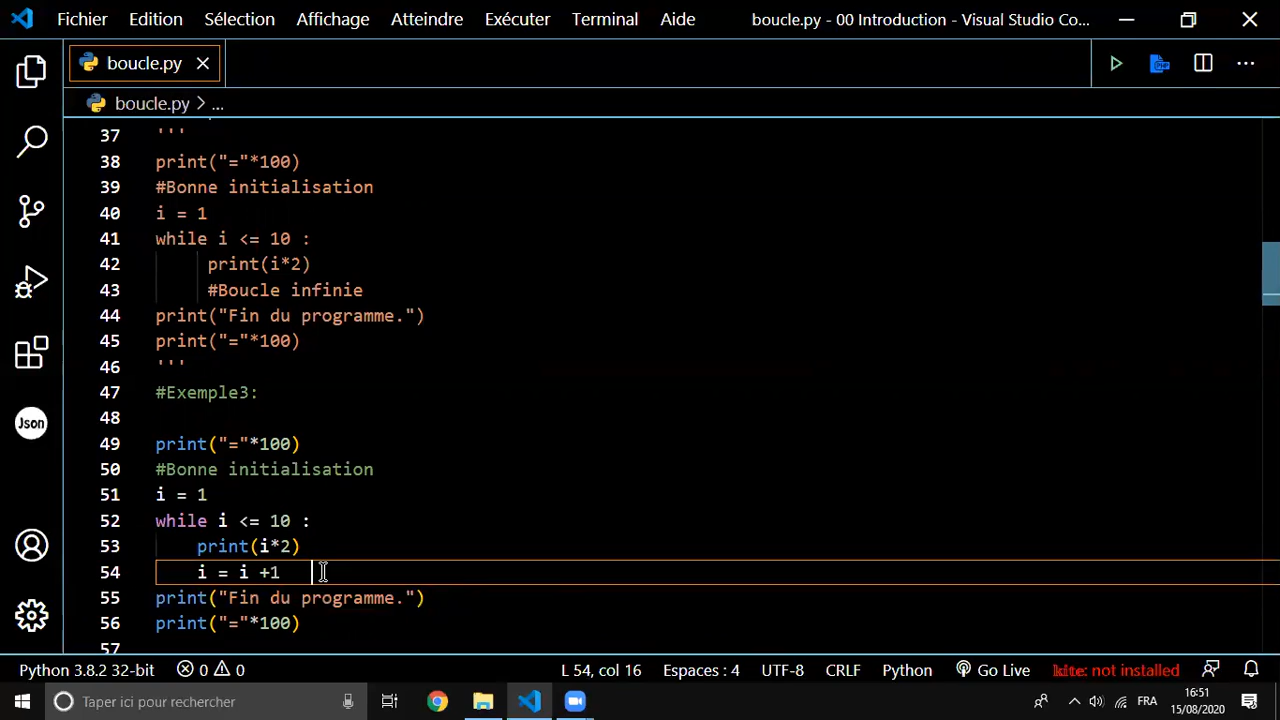 Fichier Edition Sélection Affichage Atteindre Exécuter Terminal Aide boucle.py - 00 Introduction - Visual Studio Co...
boucle.py
boucle.py > ...
37 '''
38 print("="*100)
39 #Bonne initialisation
40 i = 1
41 while i <= 10 :
42 print(i*2)
43 #Boucle infinie
44 print("Fin du programme.")
45 print("="*100)
46 '''
47 #Exemple3:
48
49 print("="*100)
50 #Bonne initialisation
51 i = 1
52 while i <= 10 :
53 print(i*2)
54 i = i +1
55 print("Fin du programme.")
56 print("="*100)
57
Json
Python 3.8.2 32-bit 0 0 L 54, col 16 Espaces : 4 UTF-8 CRLF Python Go Live kite: not installed
Taper ici pour rechercher FRA 16:51
15/08/2020